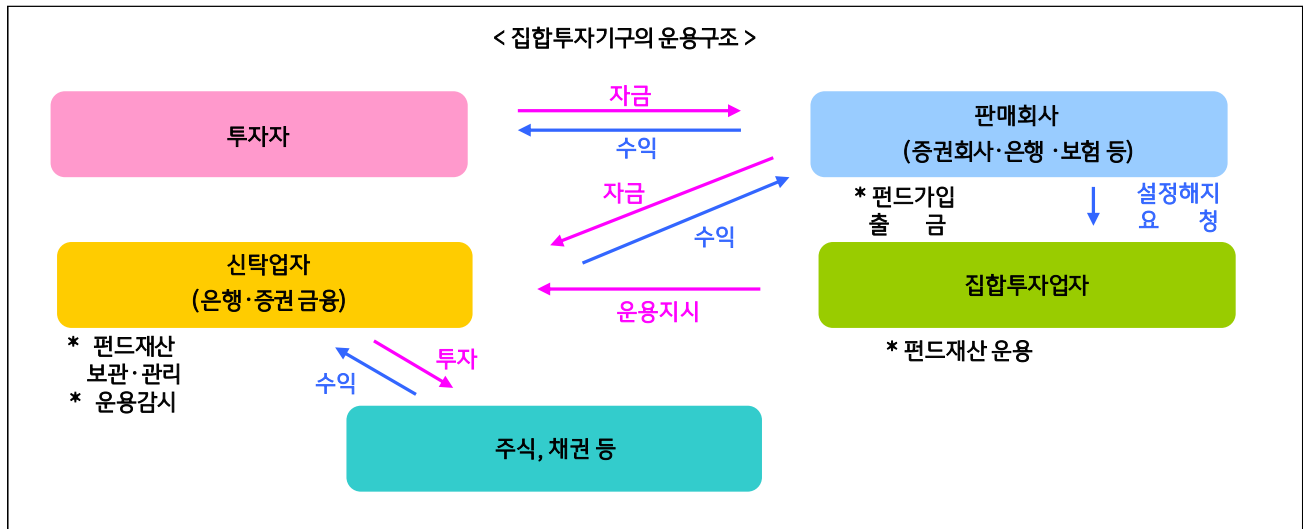 < 집합투자기구의 운용구조 >
자금
수익
투자자
판매회사
(증권회사·은행 ·보험 등)
자금
수익
* 펀드가입
출 금
설정해지
요 청
신탁업자
(은행·증권 금융)
집합투자업자
운용지시
* 펀드재산
보관·관리
* 운용감시
* 펀드재산 운용
투자
수익
주식, 채권 등